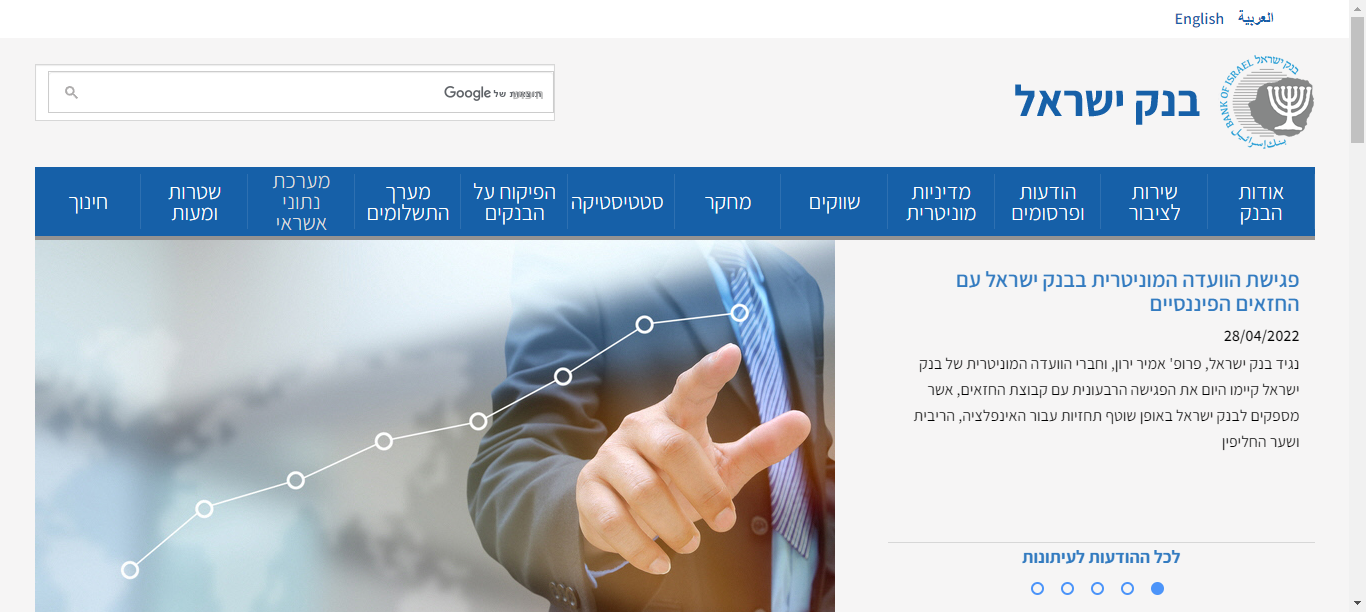 العربية
English
בנק ישראל
BANK OF ISRAEL
בנק ישראל
بنك إسرائيل
תוצאות של Google
אודות
הבנק
שירות
לציבור
הודעות
ופרסומים
מדיניות
מוניטרית
שווקים
מחקר
סטטיסטיקה
הפיקוח על
הבנקים
מערך
התשלומים
מערכת
נתוני
אשראי
שטרות
ומעות
חינוך
פגישת הוועדה המוניטרית בבנק ישראל עם
החזאים הפיננסיים
28/04/2022
נגיד בנק ישראל, פרופ' אמיר ירון, וחברי הוועדה המוניטרית של בנק
ישראל קיימו היום את הפגישה הרבעונית עם קבוצת החזאים, אשר
מספקים לבנק ישראל באופן שוטף תחזיות עבור האינפלציה, הריבית
ושער החליפין
לכל ההודעות לעיתונות